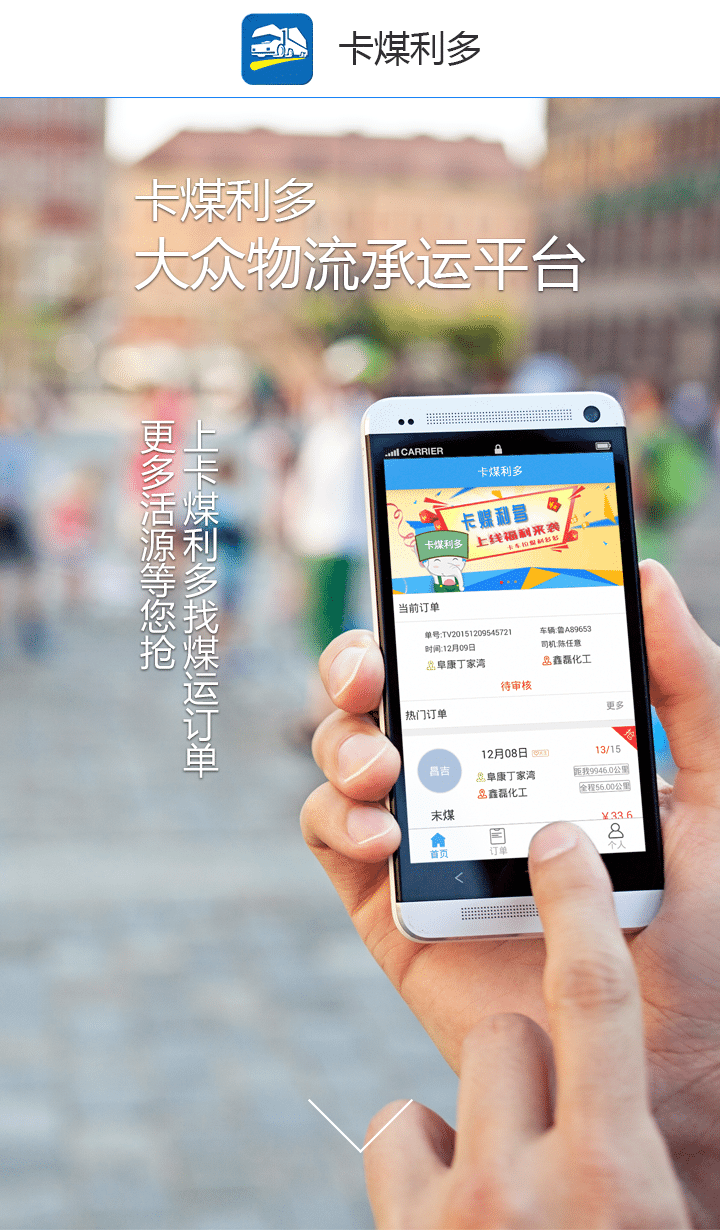 卡煤利多
卡煤利多
大众物流承运平台
上卡煤利多找煤运订单
更多活源等您抢
CARRIER
卡煤利多
卡煤利多
上线福利来袭
卡车拉煤利多多
卡煤利多
当前订单
单号:TV20151209545721
车辆:鲁A89653
时间:12月09日
司机:陈任意
阜康丁家湾
鑫磊化工
待审核
热门订单
更多
抢
昌吉
12月08日
13/15
阜康丁家湾
距我9946.0公里
鑫磊化工
全程56.00公里
末煤
¥33.6
首页
订单
个人